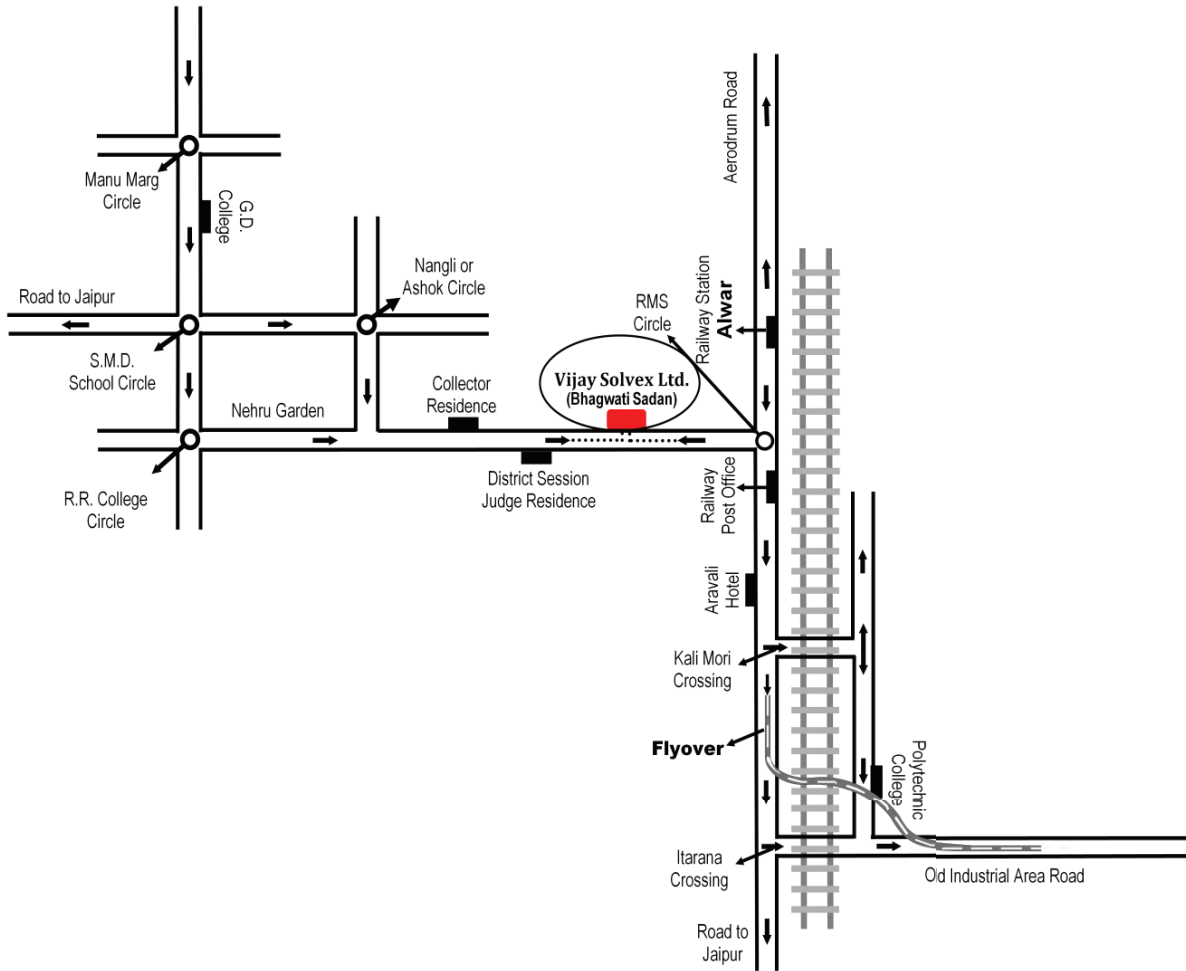 Manu Marg
Circle
G.D.
College
Road to Jaipur
S.M.D.
School Circle
Nangli or
Ashok Circle
Nehru Garden
R.R. College
Circle
Collector
Residence
District Session
Judge Residence
Vijay Solvex Ltd.
(Bhagwati Sadan)
RMS
Circle
Aerodrum Road
Railway Station
Alwar
Railway
Post Office
Aravali
Hotel
Kali Mori
Crossing
Flyover
Polytechnic
College
Itarana
Crossing
Old Industrial Area Road
Road to
Jaipur